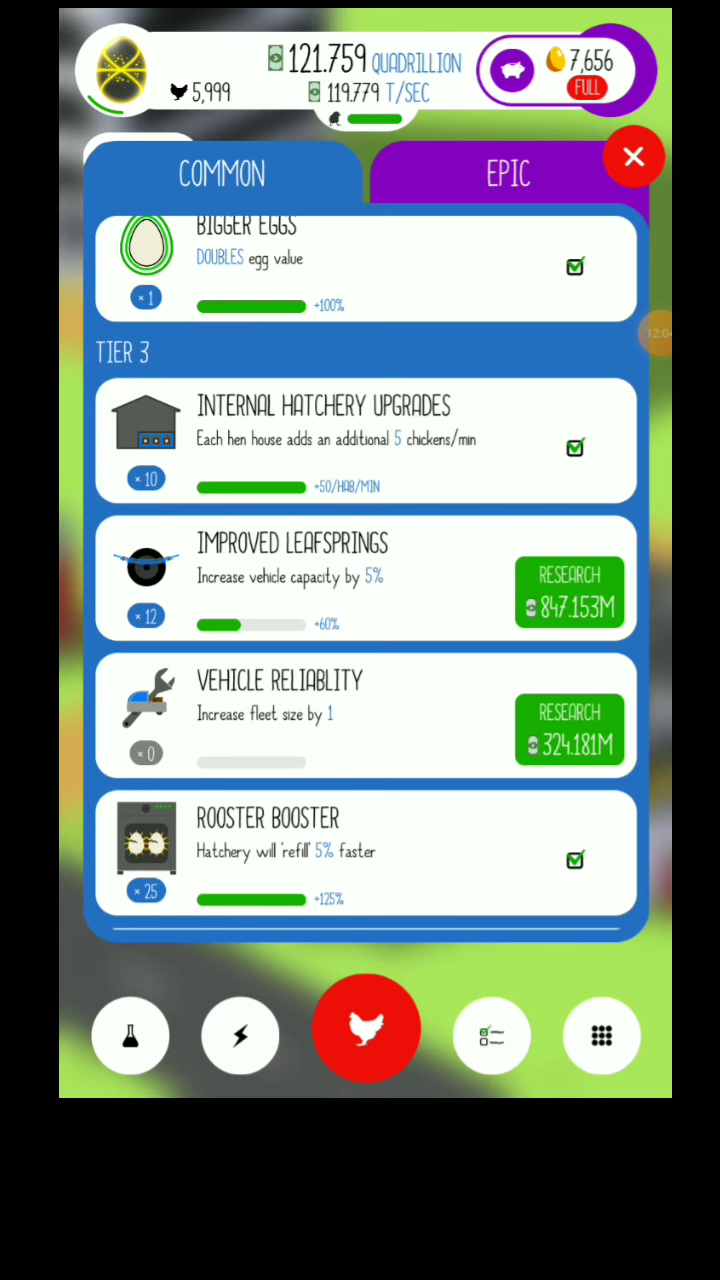 121.759 QUADRILLION
7,656
FULL
5,999
119.779 T/SEC
COMMON
EPIC
BIGGER EGGS
DOUBLES egg value
× 1
+100%
12:04
TIER 3
INTERNAL HATCHERY UPGRADES
Each hen house adds an additional 5 chickens/min
× 10
+50/HAB/MIN
IMPROVED LEAFSPRINGS
Increase vehicle capacity by 5%
RESEARCH
847.153M
× 12
+60%
VEHICLE RELIABLITY
Increase fleet size by 1
RESEARCH
324.181M
× 0
ROOSTER BOOSTER
Hatchery will 'refill' 5% faster
× 25
+125%